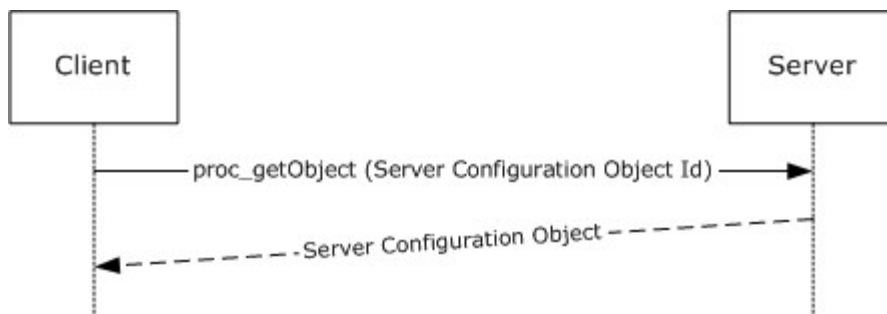 Client
Server
proc_getObject (Server Configuration Object Id)
Server Configuration Object